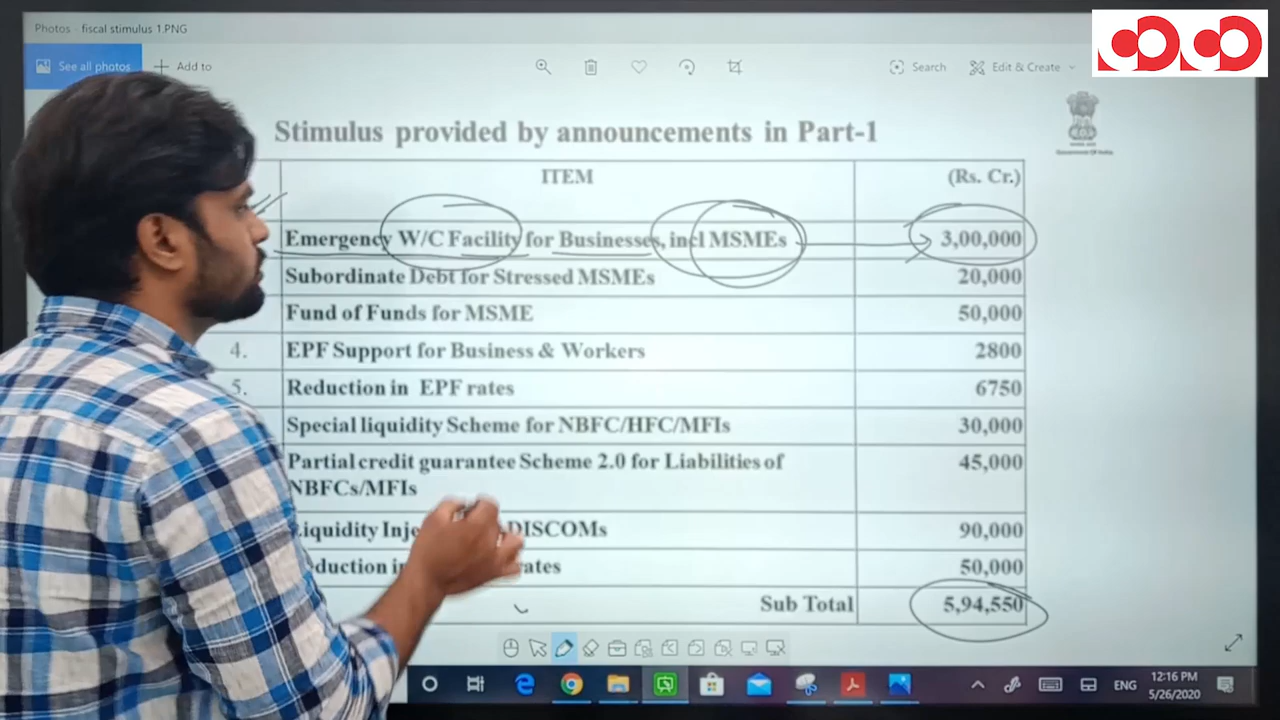 Photos - fiscal stimulus 1.PNG
See all photos + Add to
Search Edit & Create
Stimulus provided by announcements in Part-1
Government Of India
ITEM (Rs. Cr.)
Emergency W/C Facility for Businesses, incl MSMEs 3,00,000
Subordinate Debt for Stressed MSMEs 20,000
Fund of Funds for MSME 50,000
4. EPF Support for Business & Workers 2800
5. Reduction in EPF rates 6750
Special liquidity Scheme for NBFC/HFC/MFIs 30,000
Partial credit guarantee Scheme 2.0 for Liabilities of 45,000
NBFCs/MFIs
DISCOMs 90,000
50,000
Sub Total 5,94,550
ENG
12:16 PM
5/26/2020